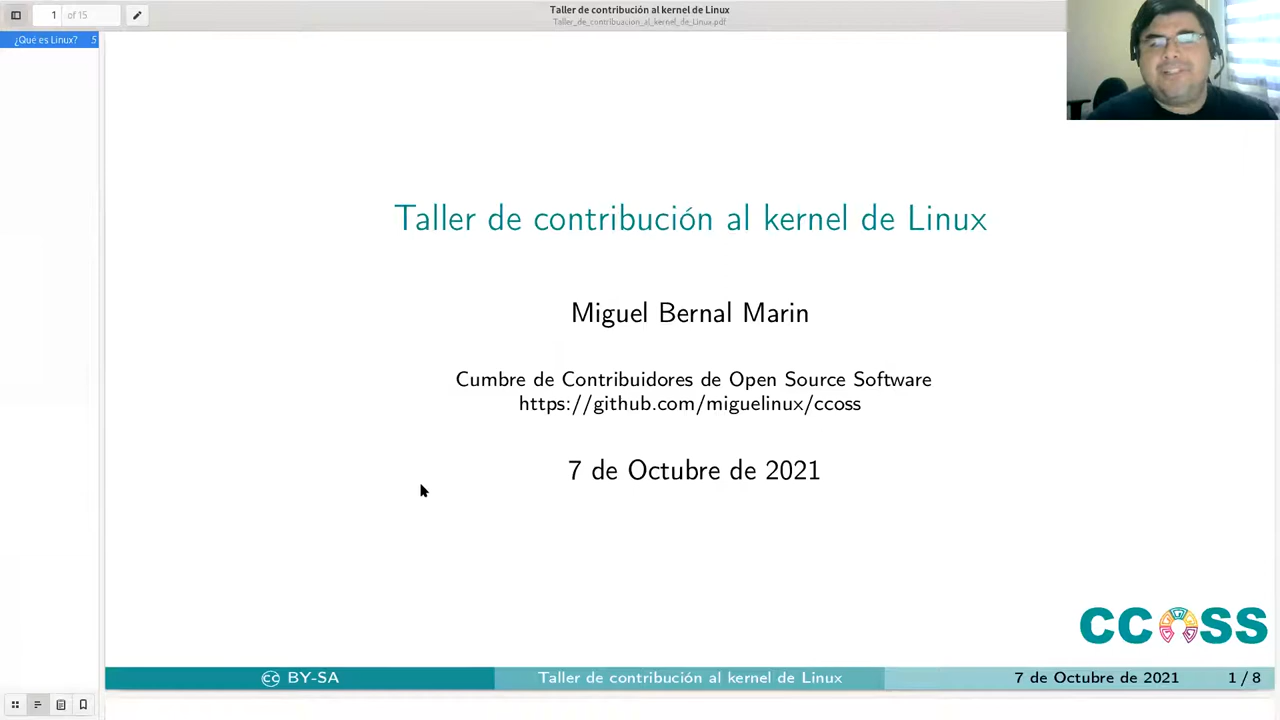 1 of 15
Taller de contribución al kernel de Linux
Taller_de_contribuación_al_kernel_de_Linux.pdf
¿Qué es Linux? 5
Taller de contribución al kernel de Linux
Miguel Bernal Marin
Cumbre de Contribuidores de Open Source Software
https://github.com/miguelinux/ccoss
7 de Octubre de 2021
CCOSS
cc BY-SA
Taller de contribución al kernel de Linux
7 de Octubre de 2021
1 / 8